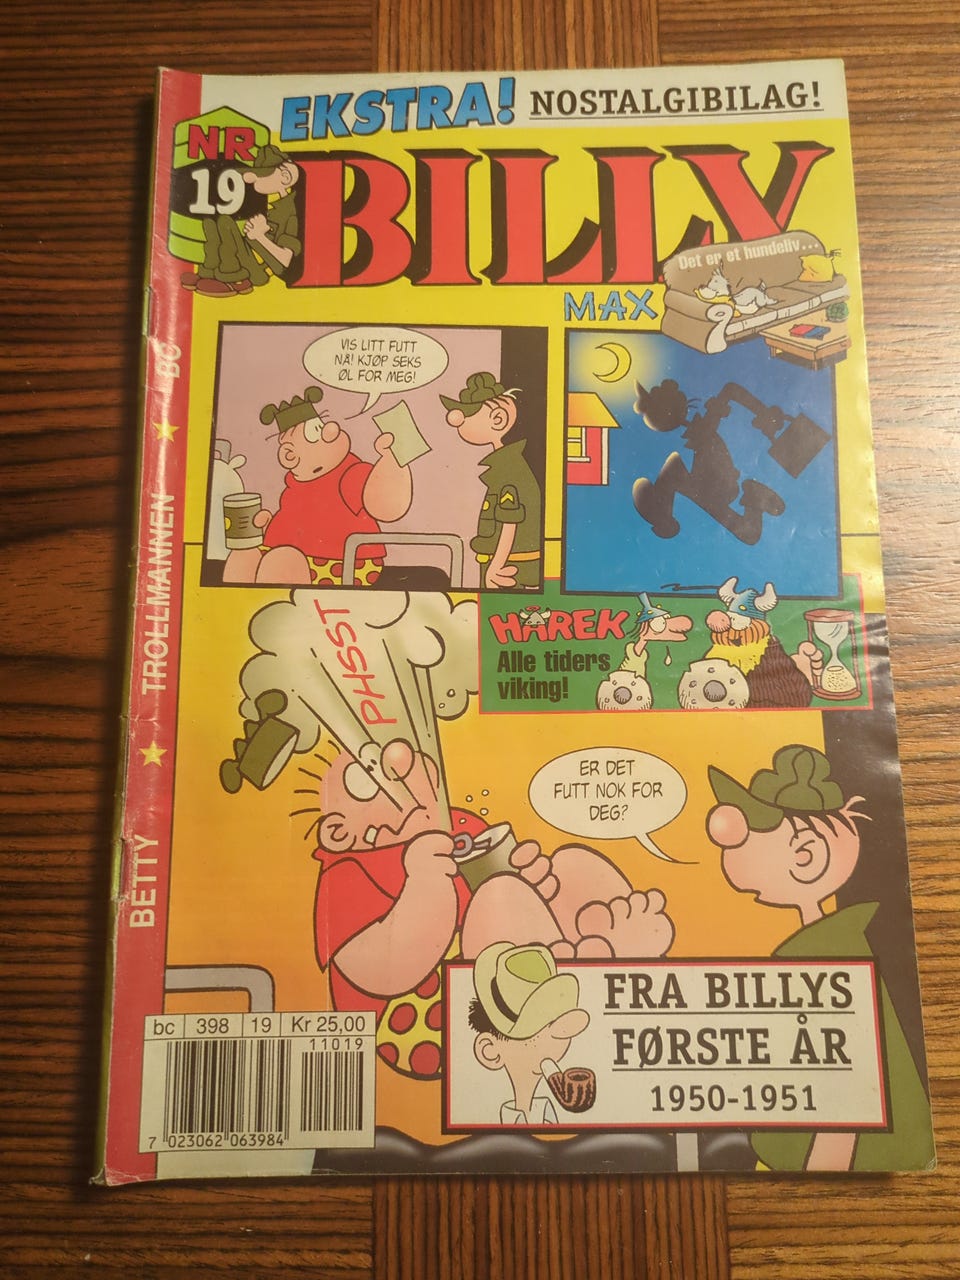 EKSTRA! NOSTALGIBILAG!
NR
19
BILLY
Det er et hundeliv...
MAX
VIS LITT FUTT
NÅ! KJØP SEKS
ØL FOR MEG!
HÅREK
Alle tiders
viking!
PHSST
ER DET
FUTT NOK FOR
DEG?
BETTY ★ TROLLMANNEN ★ BC
FRA BILLYS
FØRSTE ÅR
1950-1951
bc 398 19 Kr 25,00
11019
7 023062 063984